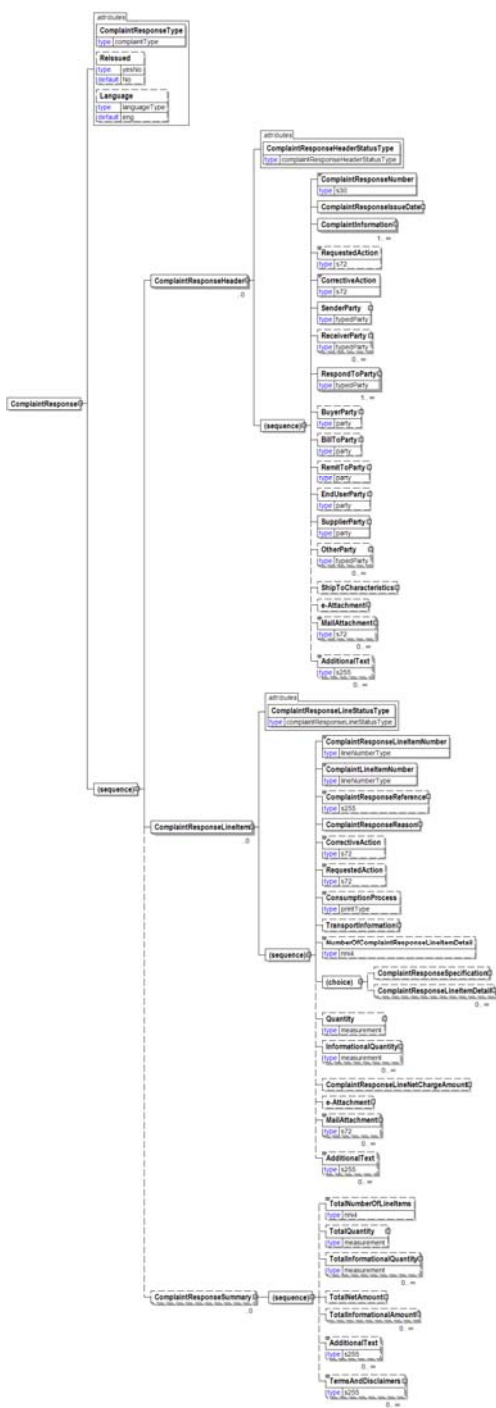 attributes
ComplaintResponseType
type complaintType
Reissued
type yesNo
default No
Language
type languageType
default eng
attributes
ComplaintResponseHeaderStatusType
type complaintResponseHeaderStatusType
ComplaintResponseNumber
type s30
ComplaintResponseIssueDate
ComplaintInformation
1.. ∞
RequestedAction
type s72
ComplaintResponseHeader
..0
CorrectiveAction
type s72
SenderParty
type typedParty
ReceiverParty
type typedParty
0.. ∞
RespondToParty
type typedParty
1.. ∞
ComplaintResponse
(sequence)
BuyerParty
type party
BillToParty
type party
RemitToParty
type party
EndUserParty
type party
SupplierParty
type party
OtherParty
type typedParty
0.. ∞
ShipToCharacteristics
e-Attachment
MailAttachment
type s72
0.. ∞
AdditionalText
type s255
0.. ∞
attributes
ComplaintResponseLineStatusType
type complaintResponseLineStatusType
ComplaintResponseLineItemNumber
type lineNumberType
ComplaintLineItemNumber
type lineNumberType
(sequence)
ComplaintResponseReference
type s255
ComplaintResponseLineItem
..0
ComplaintResponseReason
CorrectiveAction
type s72
RequestedAction
type s72
ConsumptionProcess
type printType
TransportInformation
(sequence)
NumberOfComplaintResponseLineItemDetail
type nni4
(choice)
ComplaintResponseSpecification
ComplaintResponseLineItemDetail
0.. ∞
Quantity
type measurement
InformationalQuantity
type measurement
0.. ∞
ComplaintResponseLineNetChargeAmount
e-Attachment
MailAttachment
type s72
0.. ∞
AdditionalText
type s255
0.. ∞
TotalNumberOfLineItems
type nni4
TotalQuantity
type measurement
TotalInformationalQuantity
type measurement
0.. ∞
ComplaintResponseSummary
..0
(sequence)
TotalNetAmount
TotalInformationalAmount
0.. ∞
AdditionalText
type s255
0.. ∞
TermsAndDisclaimers
type s255
0.. ∞